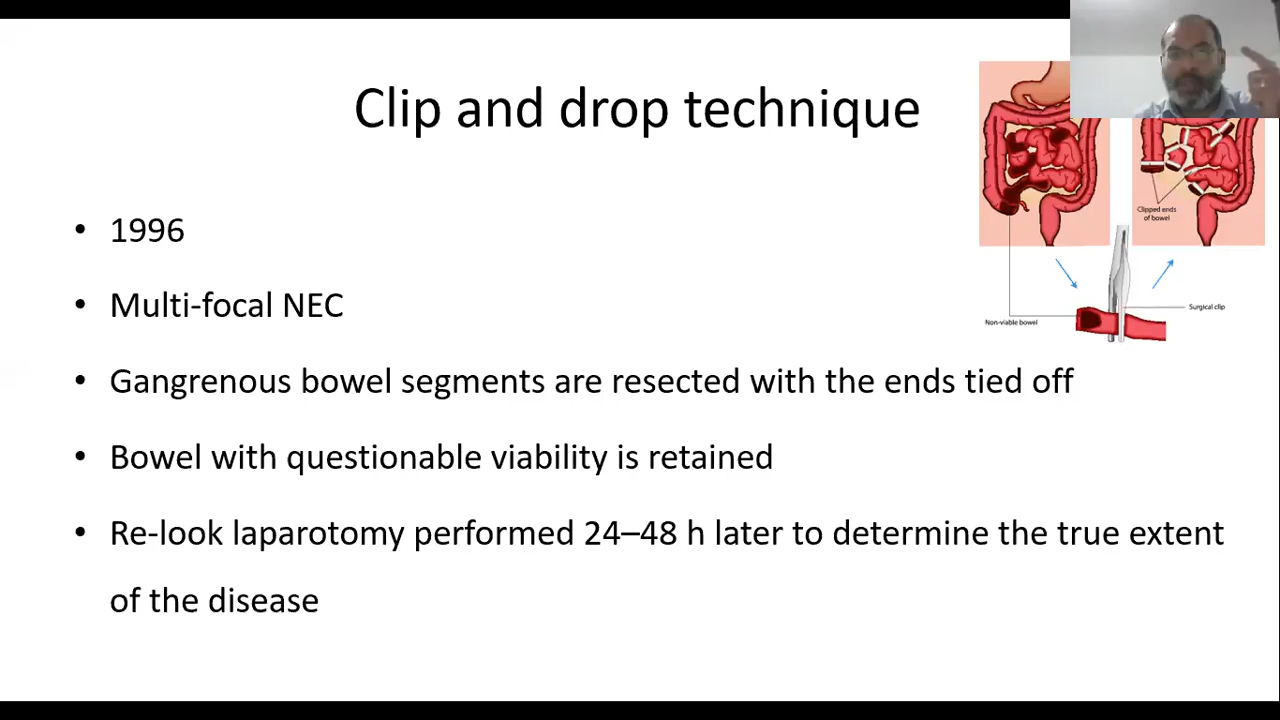 Clip and drop technique
• 1996
• Multi-focal NEC
• Gangrenous bowel segments are resected with the ends tied off
• Bowel with questionable viability is retained
• Re-look laparotomy performed 24–48 h later to determine the true extent
of the disease
Clipped ends
of bowel
Surgical clip
Non-viable bowel